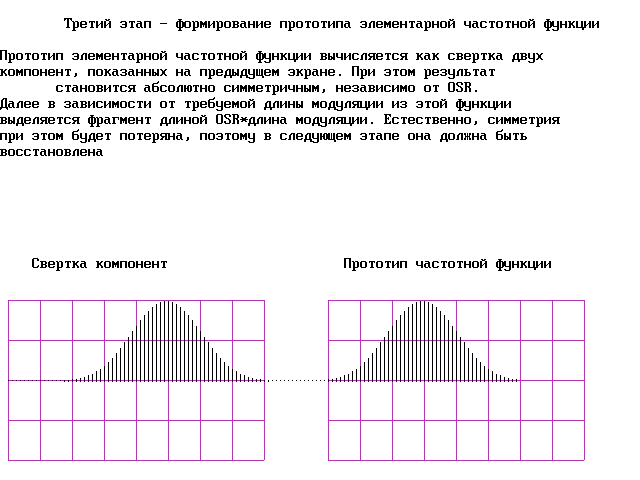 Третий этап - формирование прототипа элементарной частотной функции
Прототип элементарной частотной функции вычисляется как свертка двух
компонент, показанных на предыдущем экране. При этом результат
становится абсолютно симметричным, независимо от OSR.
Далее в зависимости от требуемой длины модуляции из этой функции
выделяется фрагмент длиной OSR*длина модуляции. Естественно, симметрия
при этом будет потеряна, поэтому в следующем этапе она должна быть
восстановлена
Свертка компонент
Прототип частотной функции